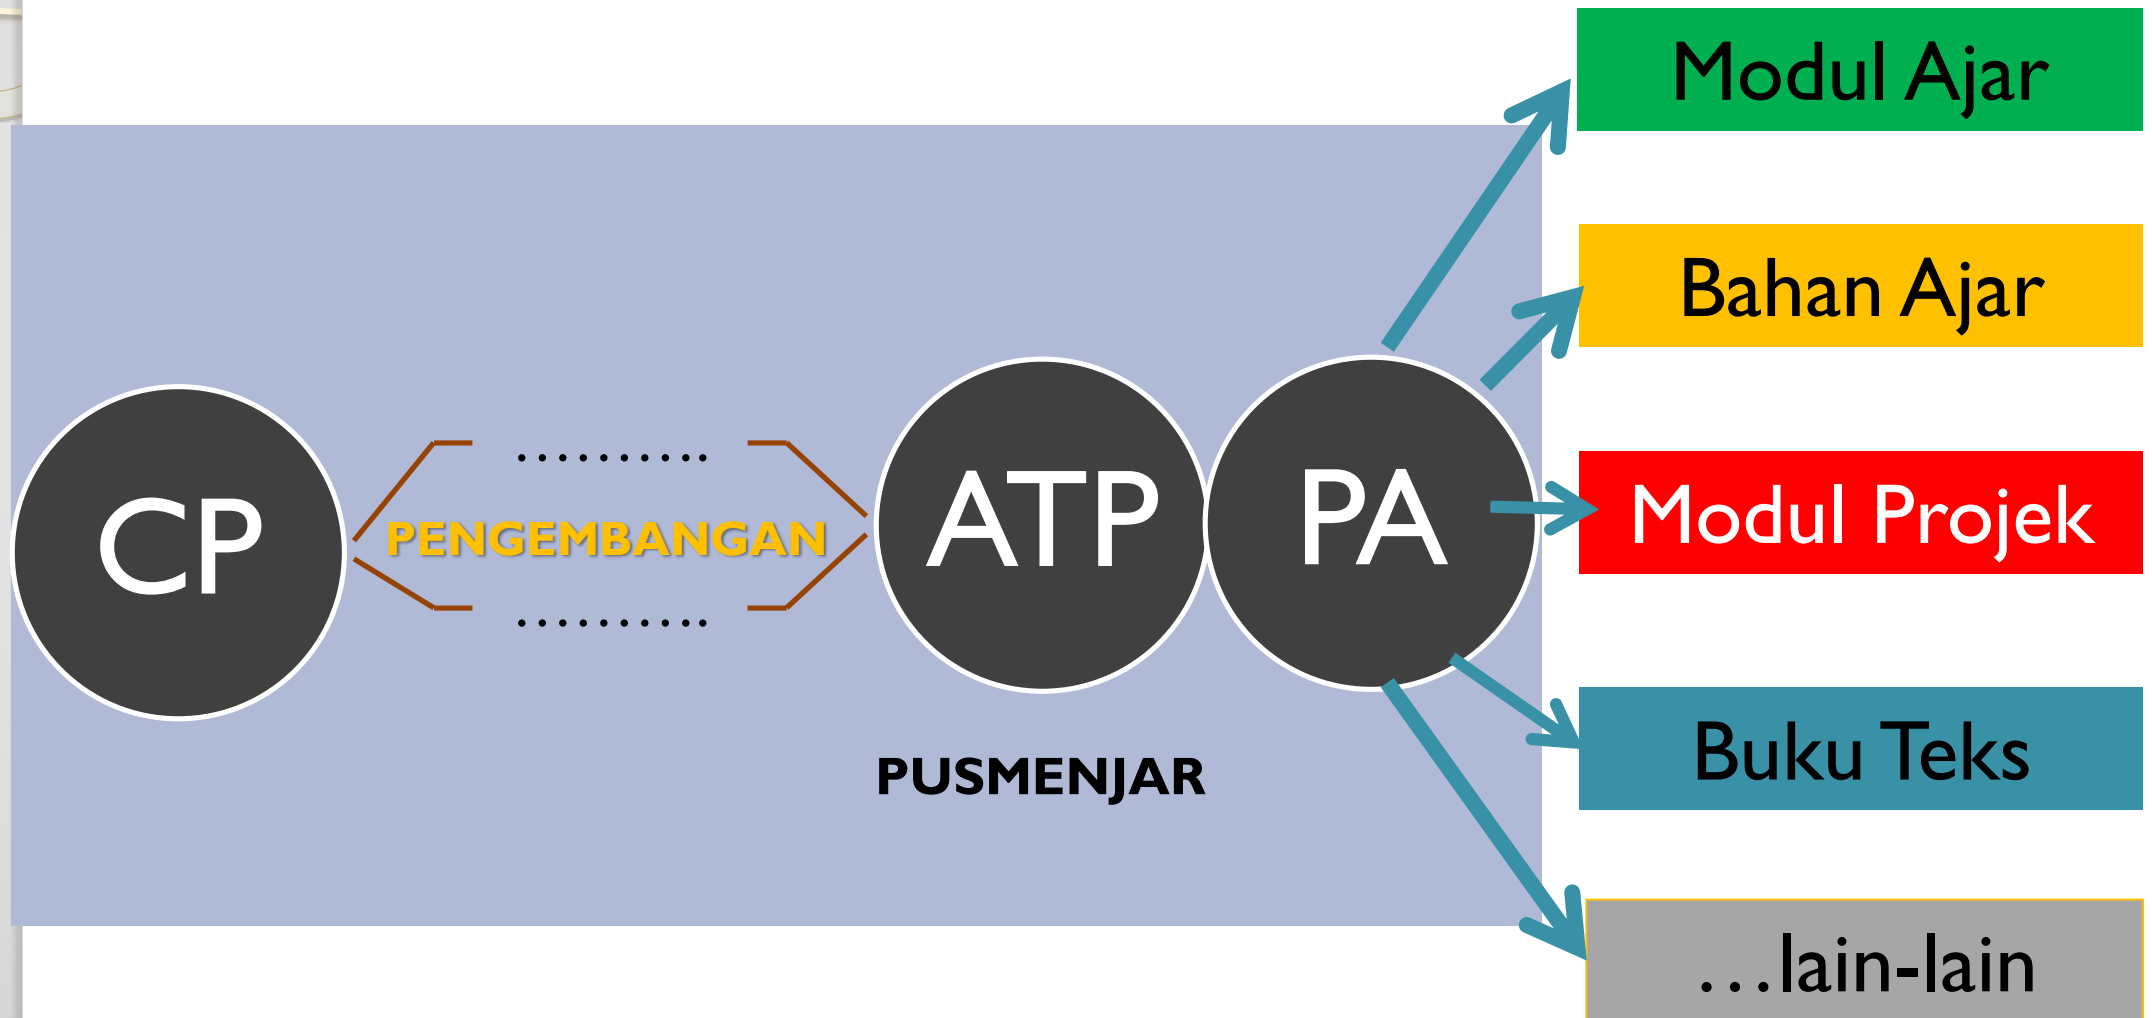 CP
..........
PENGEMBANGAN
..........
ATP
PA
PUSMENJAR
Modul Ajar
Bahan Ajar
Modul Projek
Buku Teks
...lain-lain